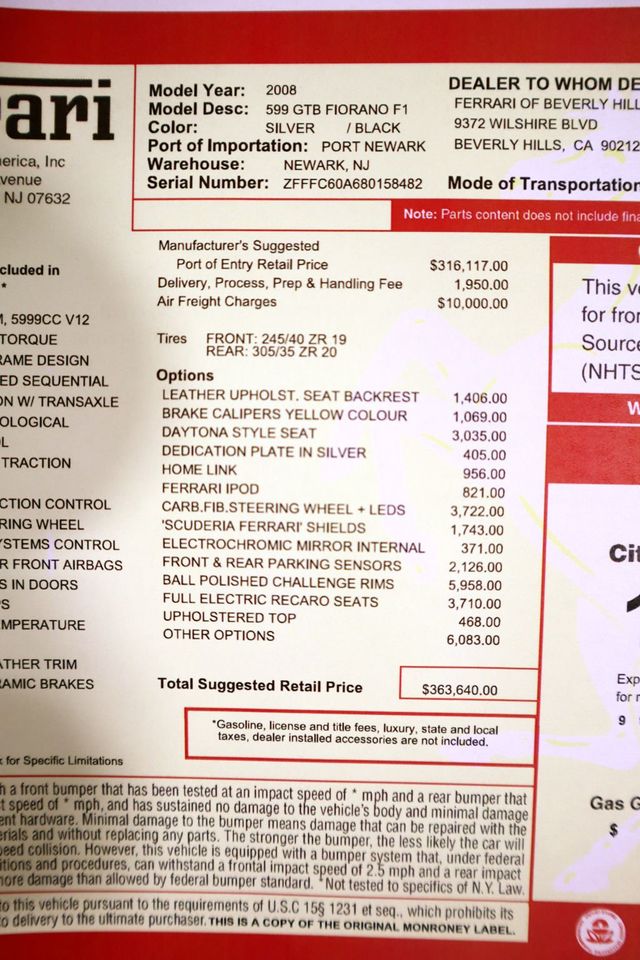 ari
erica, Inc
venue
NJ 07632
Model Year: 2008
Model Desc: 599 GTB FIORANO F1
Color: SILVER / BLACK
Port of Importation: PORT NEWARK
Warehouse: NEWARK, NJ
Serial Number: ZFFFC60A680158482
DEALER TO WHOM DE
FERRARI OF BEVERLY HILL
9372 WILSHIRE BLVD
BEVERLY HILLS, CA 90212
Mode of Transportation
Note: Parts content does not include fina
cluded in
*
M, 5999CC V12
TORQUE
RAME DESIGN
ED SEQUENTIAL
ON W/ TRANSAXLE
OLOGICAL
L
TRACTION
CTION CONTROL
RING WHEEL
YSTEMS CONTROL
R FRONT AIRBAGS
S IN DOORS
PS
EMPERATURE
ATHER TRIM
RAMIC BRAKES
k for Specific Limitations
Manufacturer's Suggested
Port of Entry Retail Price $316,117.00
Delivery, Process, Prep & Handling Fee 1,950.00
Air Freight Charges $10,000.00
Tires FRONT: 245/40 ZR 19
REAR: 305/35 ZR 20
Options
LEATHER UPHOLST. SEAT BACKREST 1,406.00
BRAKE CALIPERS YELLOW COLOUR 1,069.00
DAYTONA STYLE SEAT 3,035.00
DEDICATION PLATE IN SILVER 405.00
HOME LINK 956.00
FERRARI IPOD 821.00
CARB.FIB.STEERING WHEEL + LEDS 3,722.00
'SCUDERIA FERRARI' SHIELDS 1,743.00
ELECTROCHROMIC MIRROR INTERNAL 371.00
FRONT & REAR PARKING SENSORS 2,126.00
BALL POLISHED CHALLENGE RIMS 5,958.00
FULL ELECTRIC RECARO SEATS 3,710.00
UPHOLSTERED TOP 468.00
OTHER OPTIONS 6,083.00
Total Suggested Retail Price $363,640.00
*Gasoline, license and title fees, luxury, state and local
taxes, dealer installed accessories are not included.
This ve
for fron
Source
(NHTS
W
Cit
Exp
for m
9
Gas G
$
h a front bumper that has been tested at an impact speed of * mph and a rear bumper that
t speed of * mph, and has sustained no damage to the vehicle's body and minimal damage
ent hardware. Minimal damage to the bumper means damage that can be repaired with the
erials and without replacing any parts. The stronger the bumper, the less likely the car will
peed collision. However, this vehicle is equipped with a bumper system that, under federal
itions and procedures, can withstand a frontal impact speed of 2.5 mph and a rear impact
more damage than allowed by federal bumper standard. *Not tested to specifics of N.Y. Law.
to this vehicle pursuant to the requirements of U.S.C 15§ 1231 et seq., which prohibits its
o delivery to the ultimate purchaser. THIS IS A COPY OF THE ORIGINAL MONRONEY LABEL.